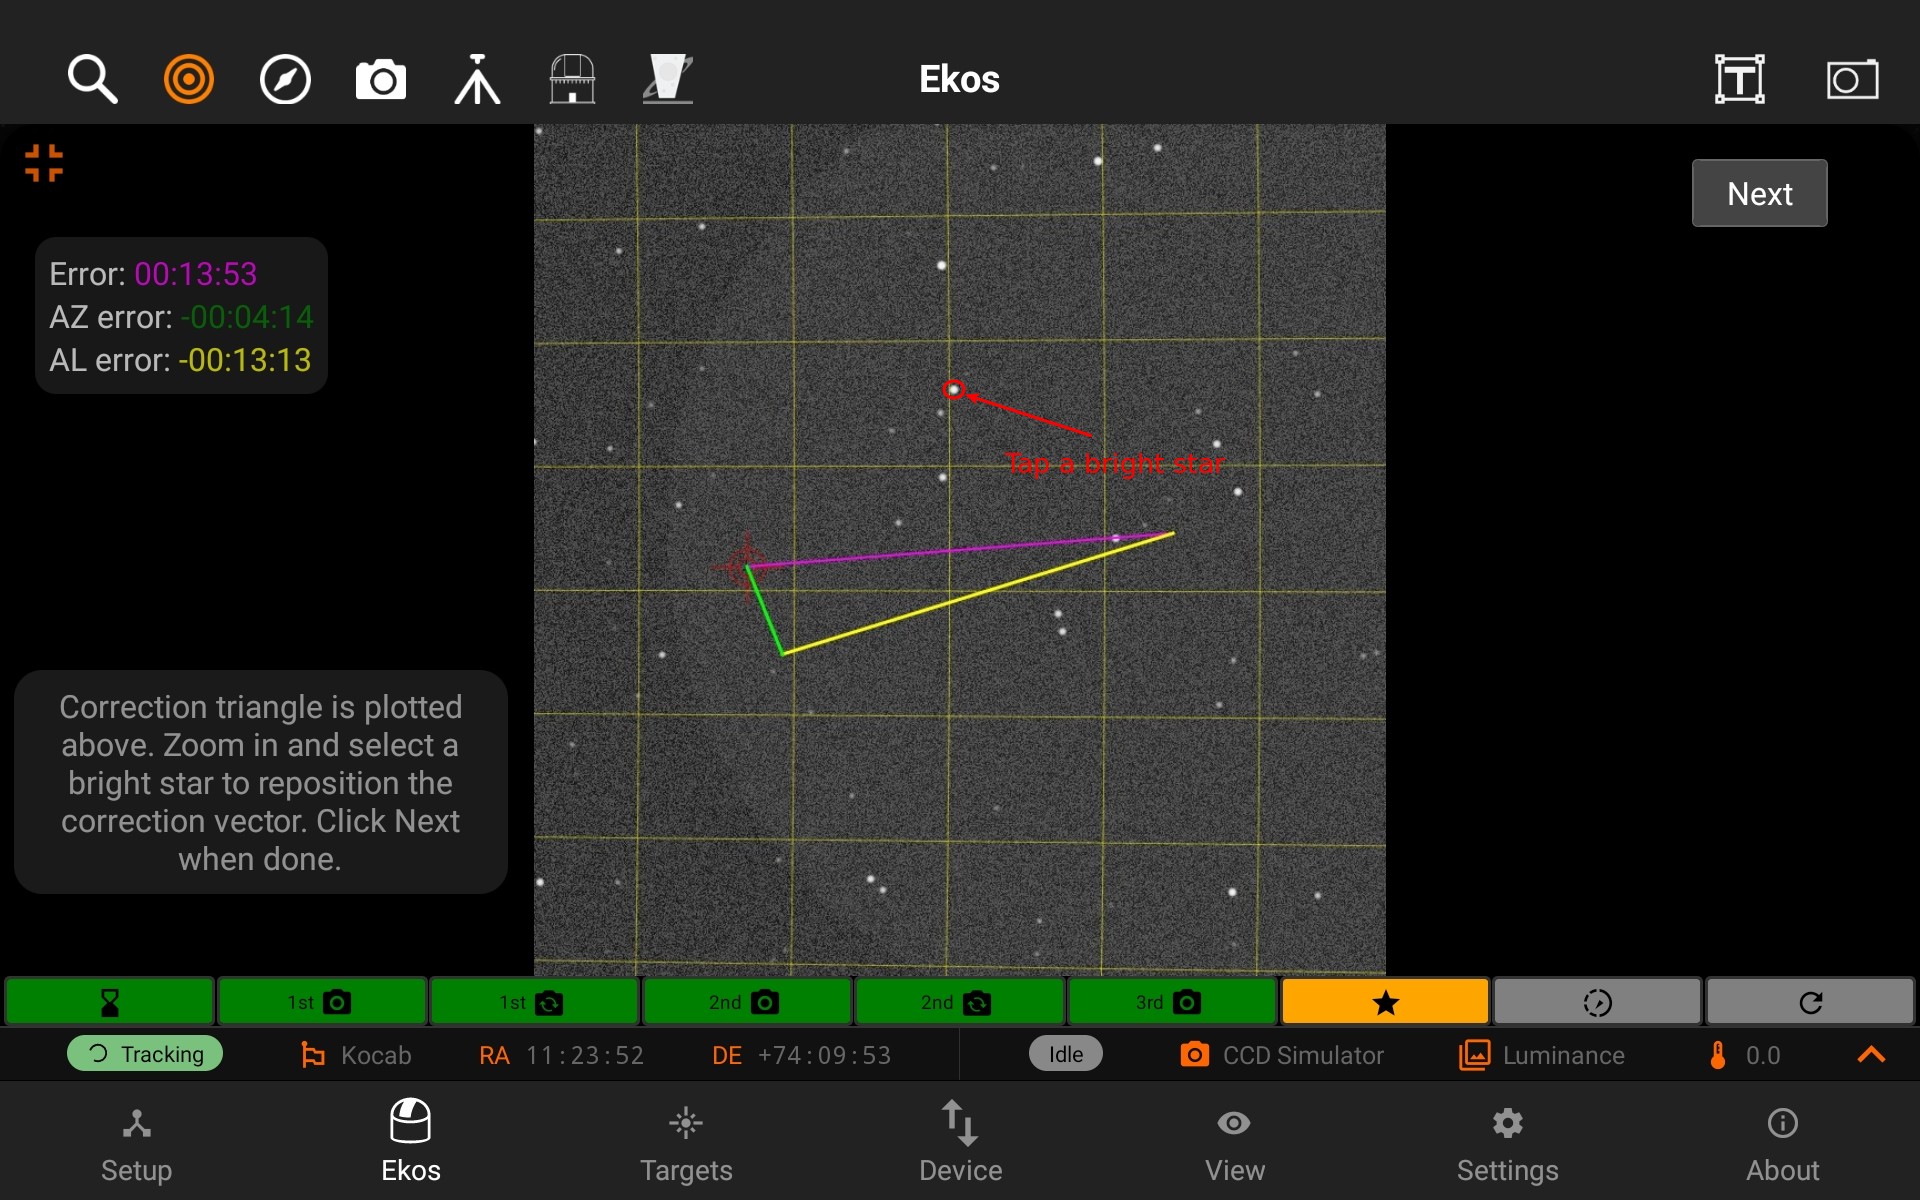 Ekos
Next
Error: 00:13:53
AZ error: -00:04:14
AL error: -00:13:13
Tap a bright star
Correction triangle is plotted
above. Zoom in and select a
bright star to reposition the
correction vector. Click Next
when done.
1st 1st 2nd 2nd 3rd
Tracking Kocab RA 11:23:52 DE +74:09:53 Idle CCD Simulator Luminance 0.0
Setup Ekos Targets Device View Settings About